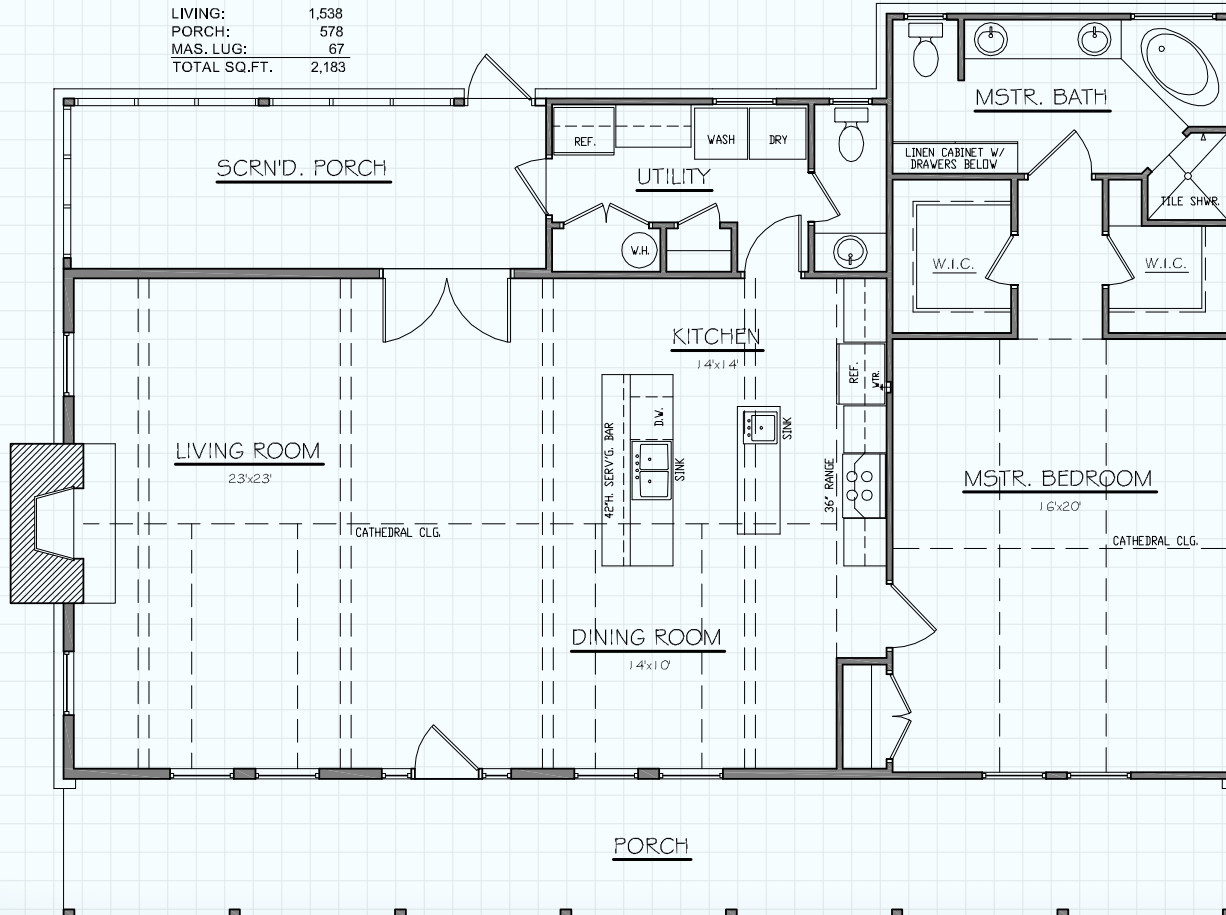 LIVING: 1,538
PORCH: 578
MAS. LUG: 67
TOTAL SQ.FT. 2,183
MSTR. BATH
REF.
WASH
DRY
SCRN'D. PORCH
UTILITY
LINEN CABINET W/
DRAWERS BELOW
TILE SHWR.
W.H.
W.I.C.
W.I.C.
KITCHEN
14'x14'
REF.
WTR.
D.W.
SINK
42"H. SERV'G. BAR
SINK
36" RANGE
LIVING ROOM
23'x23'
MSTR. BEDROOM
16'x20'
CATHEDRAL CLG.
CATHEDRAL CLG.
DINING ROOM
14'x10'
PORCH